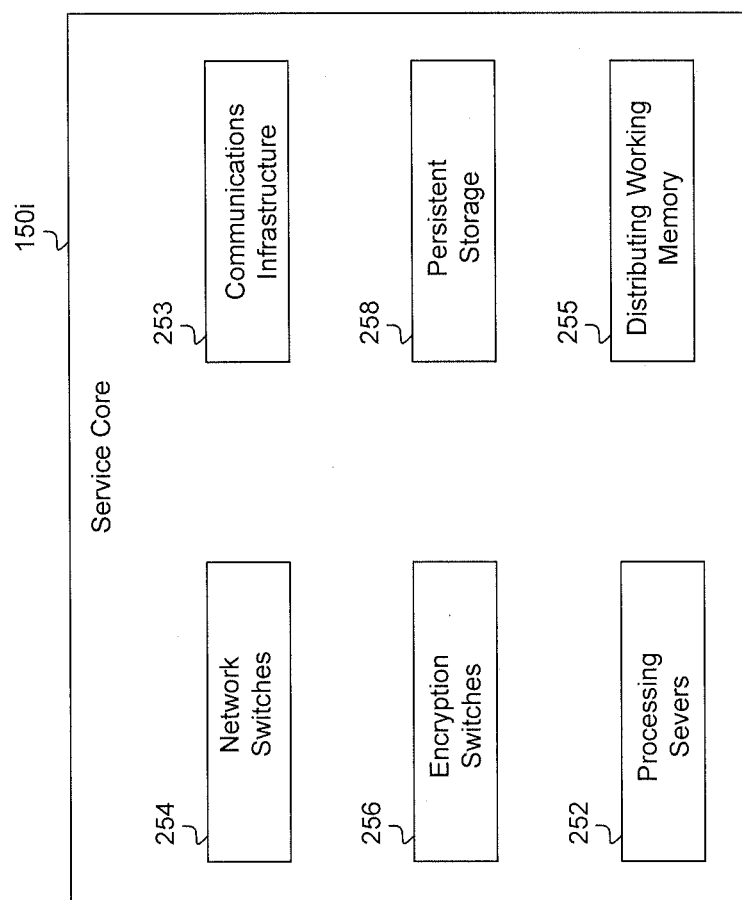 150i
Service Core
254
Network
Switches
253
Communications
Infrastructure
256
Encryption
Switches
258
Persistent
Storage
252
Processing
Severs
255
Distributing Working
Memory